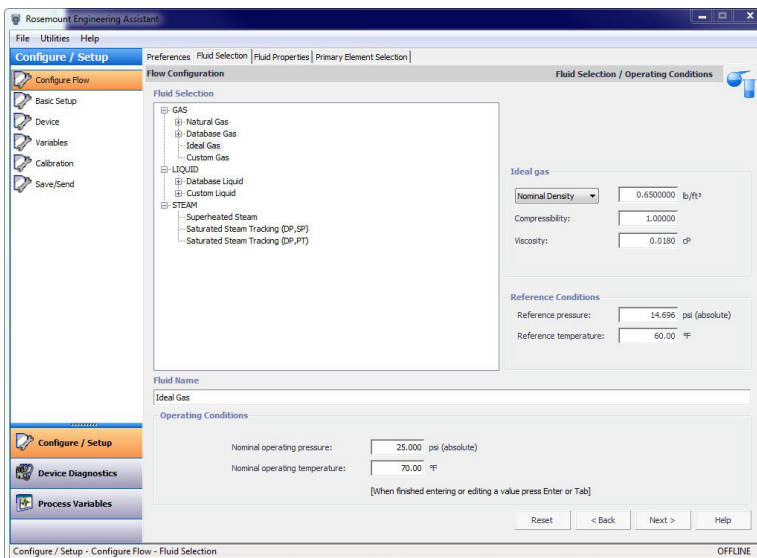 Rosemount Engineering Assistant
File Utilities Help
Configure / Setup
Configure Flow
Basic Setup
Device
Variables
Calibration
Save/Send
Configure / Setup
Device Diagnostics
Process Variables
Preferences Fluid Selection Fluid Properties Primary Element Selection
Flow Configuration Fluid Selection / Operating Conditions
Fluid Selection
GAS
Natural Gas
Database Gas
Ideal Gas
Custom Gas
LIQUID
Database Liquid
Custom Liquid
STEAM
Superheated Steam
Saturated Steam Tracking (DP,SP)
Saturated Steam Tracking (DP,PT)
Ideal gas
Nominal Density 0.6500000 lb/ft³
Compressibility: 1.00000
Viscosity: 0.0180 cP
Reference Conditions
Reference pressure: 14.696 psi (absolute)
Reference temperature: 60.00 ºF
Fluid Name
Ideal Gas
Operating Conditions
Nominal operating pressure: 25.000 psi (absolute)
Nominal operating temperature: 70.00 ºF
[When finished entering or editing a value press Enter or Tab]
Reset < Back Next > Help
Configure / Setup - Configure Flow - Fluid Selection OFFLINE